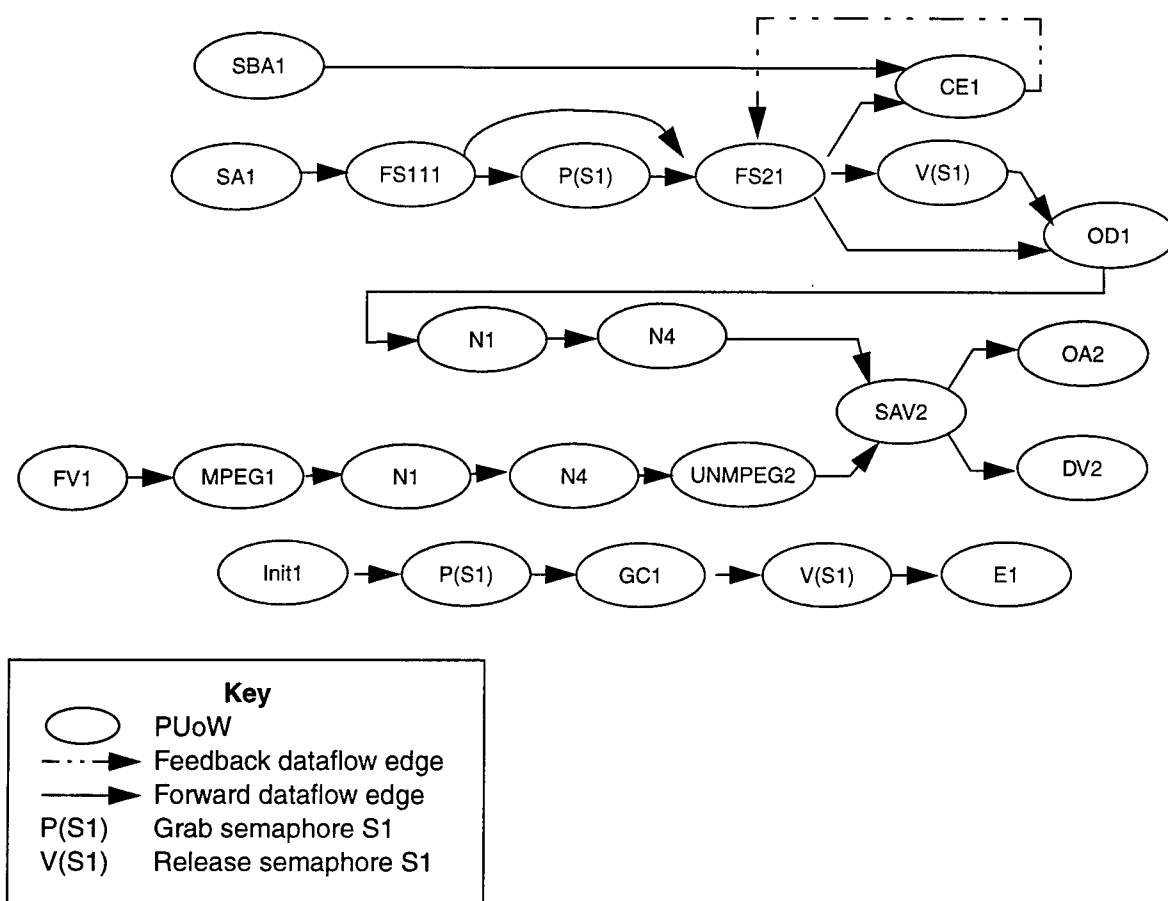 SBA1
CE1
SA1
FS111
P(S1)
FS21
V(S1)
OD1
N1
N4
OA2
SAV2
FV1
MPEG1
N1
N4
UNMPEG2
DV2
Init1
P(S1)
GC1
V(S1)
E1
Key
PUoW
Feedback dataflow edge
Forward dataflow edge
P(S1) Grab semaphore S1
V(S1) Release semaphore S1